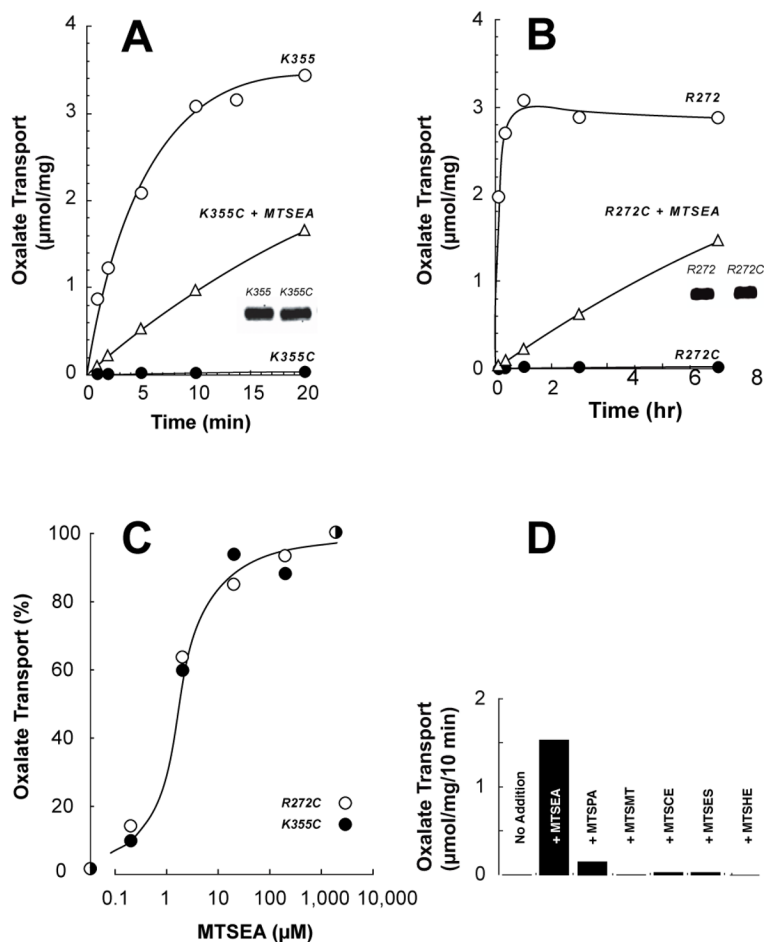 A
K355
Oxalate Transport
(µmol/mg)
4
3
2
1
0
K355C + MTSEA
K355 K355C
K355C
0 5 10 15 20
Time (min)
B
R272
Oxalate Transport
(µmol/mg)
4
3
2
1
0
R272C + MTSEA
R272 R272C
R272C
0 2 4 6 8
Time (hr)
C
Oxalate Transport (%)
100
80
60
40
20
0
R272C
K355C
0.1 1 10 100 1,000 10,000
MTSEA (µM)
D
Oxalate Transport
(µmol/mg/10 min)
2
1
0
No Addition
+ MTSEA
+ MTSPA
+ MTSMT
+ MTSCE
+ MTSES
+ MTSHE